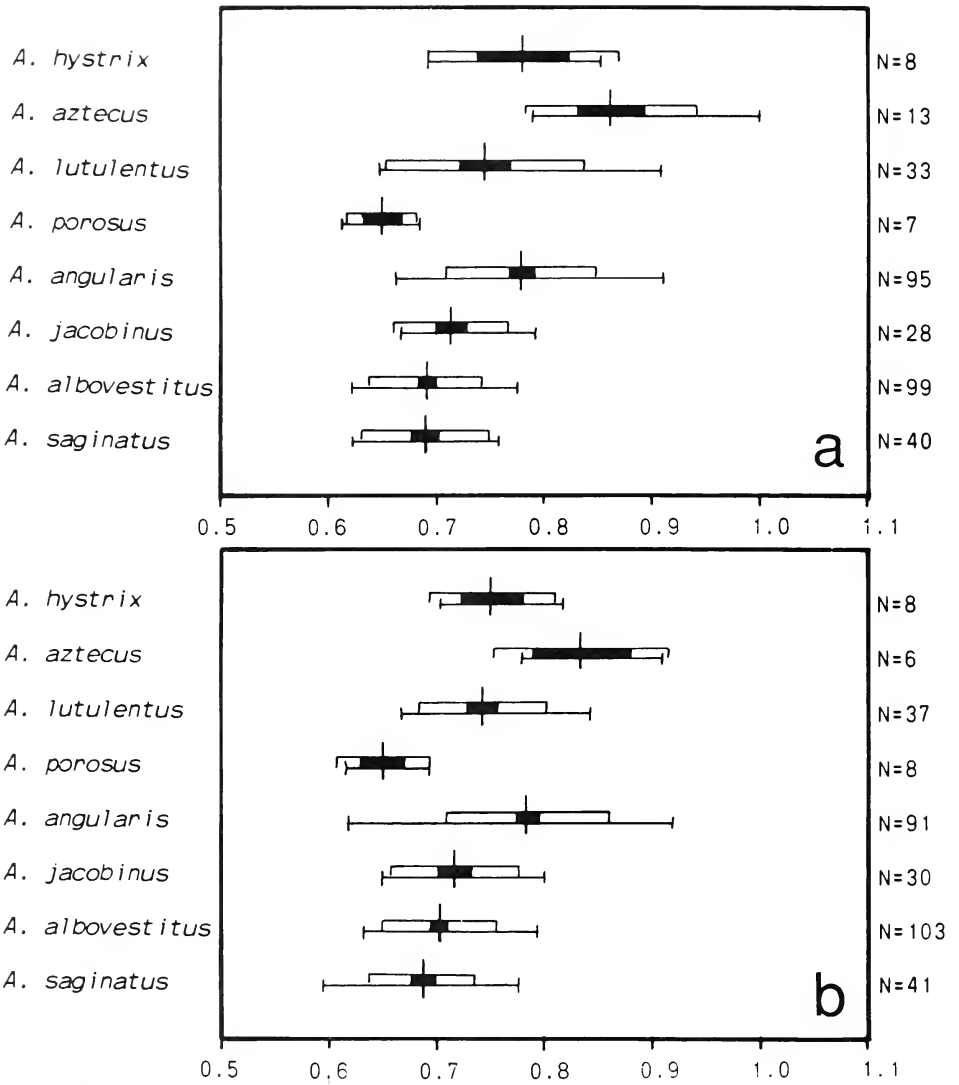 A. hystrix N=8
A. aztecus N=13
A. lutulentus N=33
A. porosus N=7
A. angularis N=95
A. jacobinus N=28
A. albovestitus N=99
A. saginatus N=40
a
0.5 0.6 0.7 0.8 0.9 1.0 1.1
A. hystrix N=8
A. aztecus N=6
A. lutulentus N=37
A. porosus N=8
A. angularis N=91
A. jacobinus N=30
A. albovestitus N=103
A. saginatus N=41
b
0.5 0.6 0.7 0.8 0.9 1.0 1.1